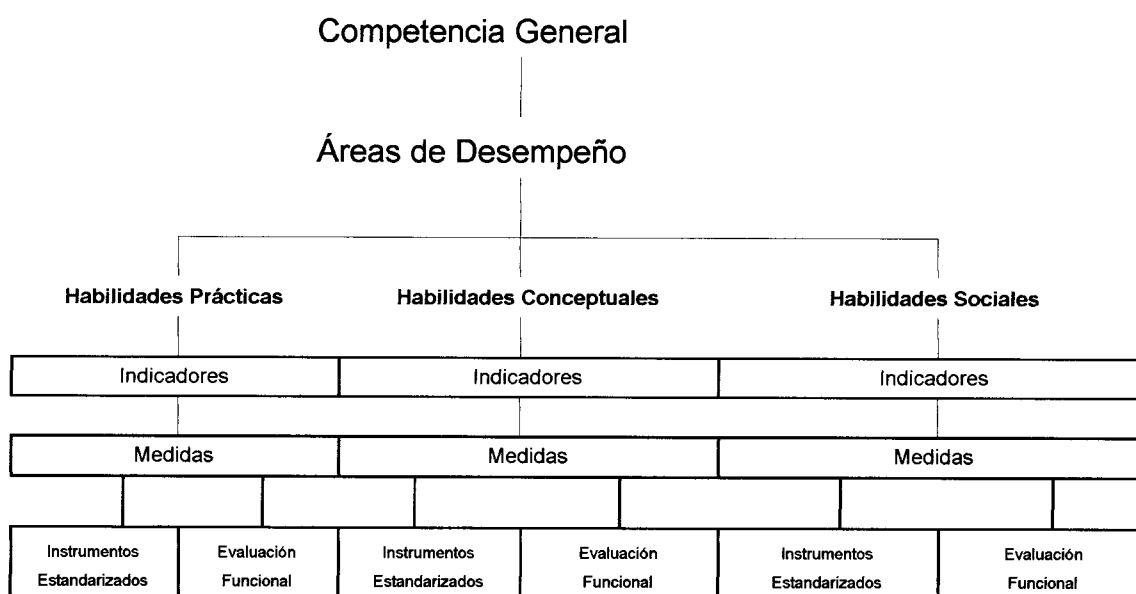 Competencia General
Áreas de Desempeño
Habilidades Prácticas
Habilidades Conceptuales
Habilidades Sociales
Indicadores
Indicadores
Indicadores
Medidas
Medidas
Medidas
Instrumentos
Estandarizados
Evaluación
Funcional
Instrumentos
Estandarizados
Evaluación
Funcional
Instrumentos
Estandarizados
Evaluación
Funcional